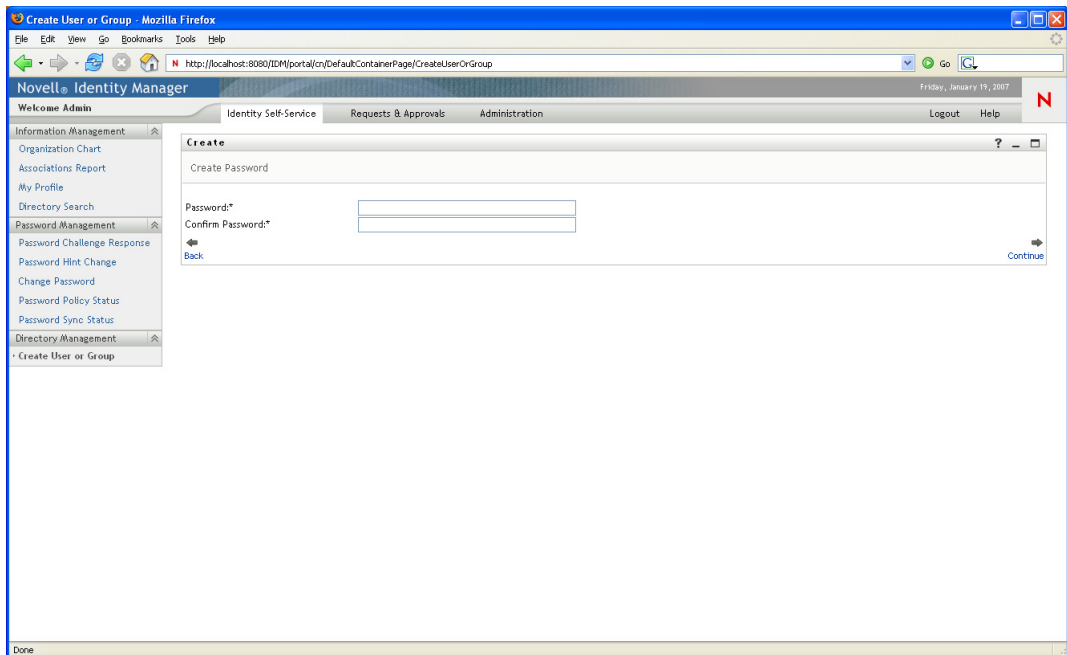 Create User or Group - Mozilla Firefox
File Edit View Go Bookmarks Tools Help
N http://localhost:8080/IDM/portal/cn/DefaultContainerPage/CreateUserOrGroup Go G
Novell® Identity Manager Friday, January 19, 2007
Welcome Admin Identity Self-Service Requests & Approvals Administration Logout Help N
Information Management
Organization Chart
Associations Report
My Profile
Directory Search
Password Management
Password Challenge Response
Password Hint Change
Change Password
Password Policy Status
Password Sync Status
Directory Management
Create User or Group
Create ?
Create Password
Password:*
Confirm Password:*
Back Continue
Done